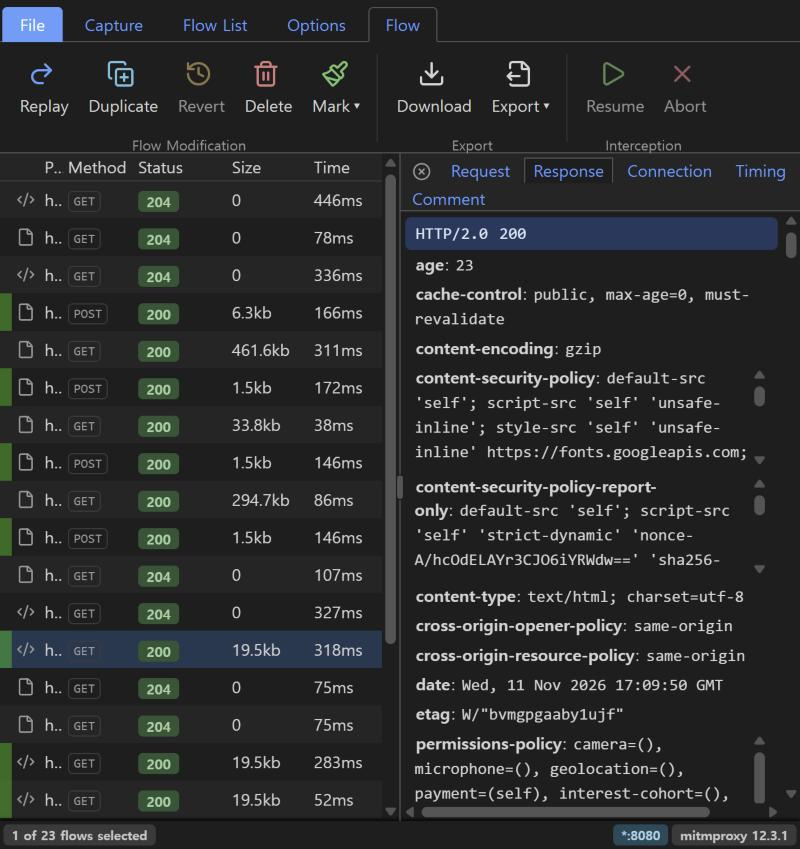 File Capture Flow List Options Flow
Replay Duplicate Revert Delete Mark▾ Download Export▾ Resume Abort
Flow Modification Export Interception
P.. Method Status Size Time
</> h.. GET 204 0 446ms
h.. GET 204 0 78ms
</> h.. GET 204 0 336ms
h.. POST 200 6.3kb 166ms
h.. GET 200 461.6kb 311ms
h.. POST 200 1.5kb 172ms
h.. GET 200 33.8kb 38ms
h.. POST 200 1.5kb 146ms
h.. GET 200 294.7kb 86ms
h.. POST 200 1.5kb 146ms
h.. GET 204 0 107ms
</> h.. GET 204 0 327ms
</> h.. GET 200 19.5kb 318ms
h.. GET 204 0 75ms
h.. GET 204 0 75ms
</> h.. GET 200 19.5kb 283ms
</> h.. GET 200 19.5kb 52ms
Request Response Connection Timing
Comment
HTTP/2.0 200
age: 23
cache-control: public, max-age=0, must-
revalidate
content-encoding: gzip
content-security-policy: default-src
'self'; script-src 'self' 'unsafe-
inline'; style-src 'self' 'unsafe-
inline' https://fonts.googleapis.com;
content-security-policy-report-
only: default-src 'self'; script-src
'self' 'strict-dynamic' 'nonce-
A/hcOdELAYr3CJO6iYRWdw==' 'sha256-
content-type: text/html; charset=utf-8
cross-origin-opener-policy: same-origin
cross-origin-resource-policy: same-origin
date: Wed, 11 Nov 2026 17:09:50 GMT
etag: W/"bvmgpgaaby1ujf"
permissions-policy: camera=(),
microphone=(), geolocation=(),
payment=(self), interest-cohort=(),
1 of 23 flows selected *:8080 mitmproxy 12.3.1